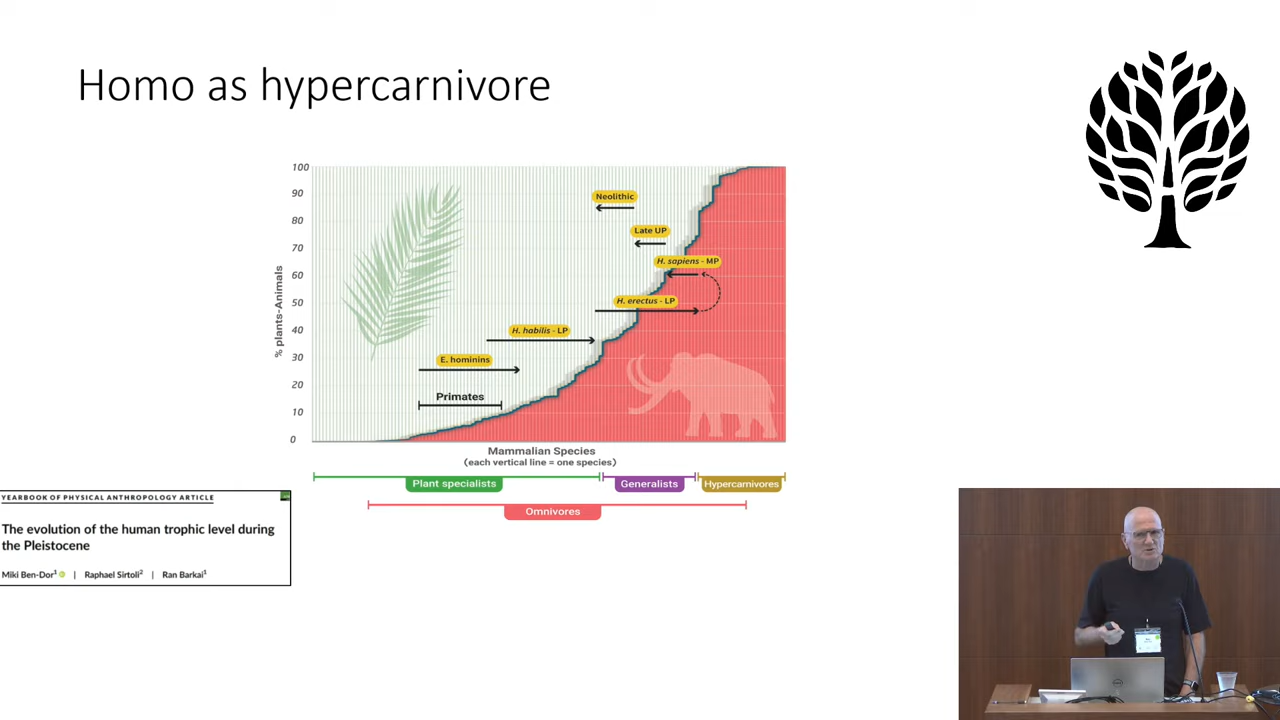 Homo as hypercarnivore
100
90
80
70
60
50
40
30
20
10
0
% plants-Animals
Neolithic
Late UP
H. sapiens - MP
H. erectus - LP
H. habilis - LP
E. hominins
Primates
Mammalian Species
(each vertical line = one species)
Plant specialists
Generalists
Hypercarnivores
Omnivores
YEARBOOK OF PHYSICAL ANTHROPOLOGY ARTICLE
The evolution of the human trophic level during
the Pleistocene
Miki Ben-Dor1 | Raphael Sirtoli2 | Ran Barkai1